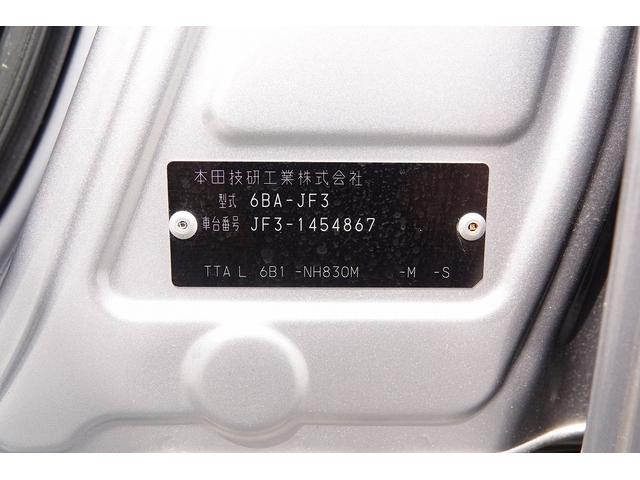 本田技研工業株式会社
型式 6BA-JF3
車台番号 JF3-1454867
TTA L 6B1 -NH830M -M -S